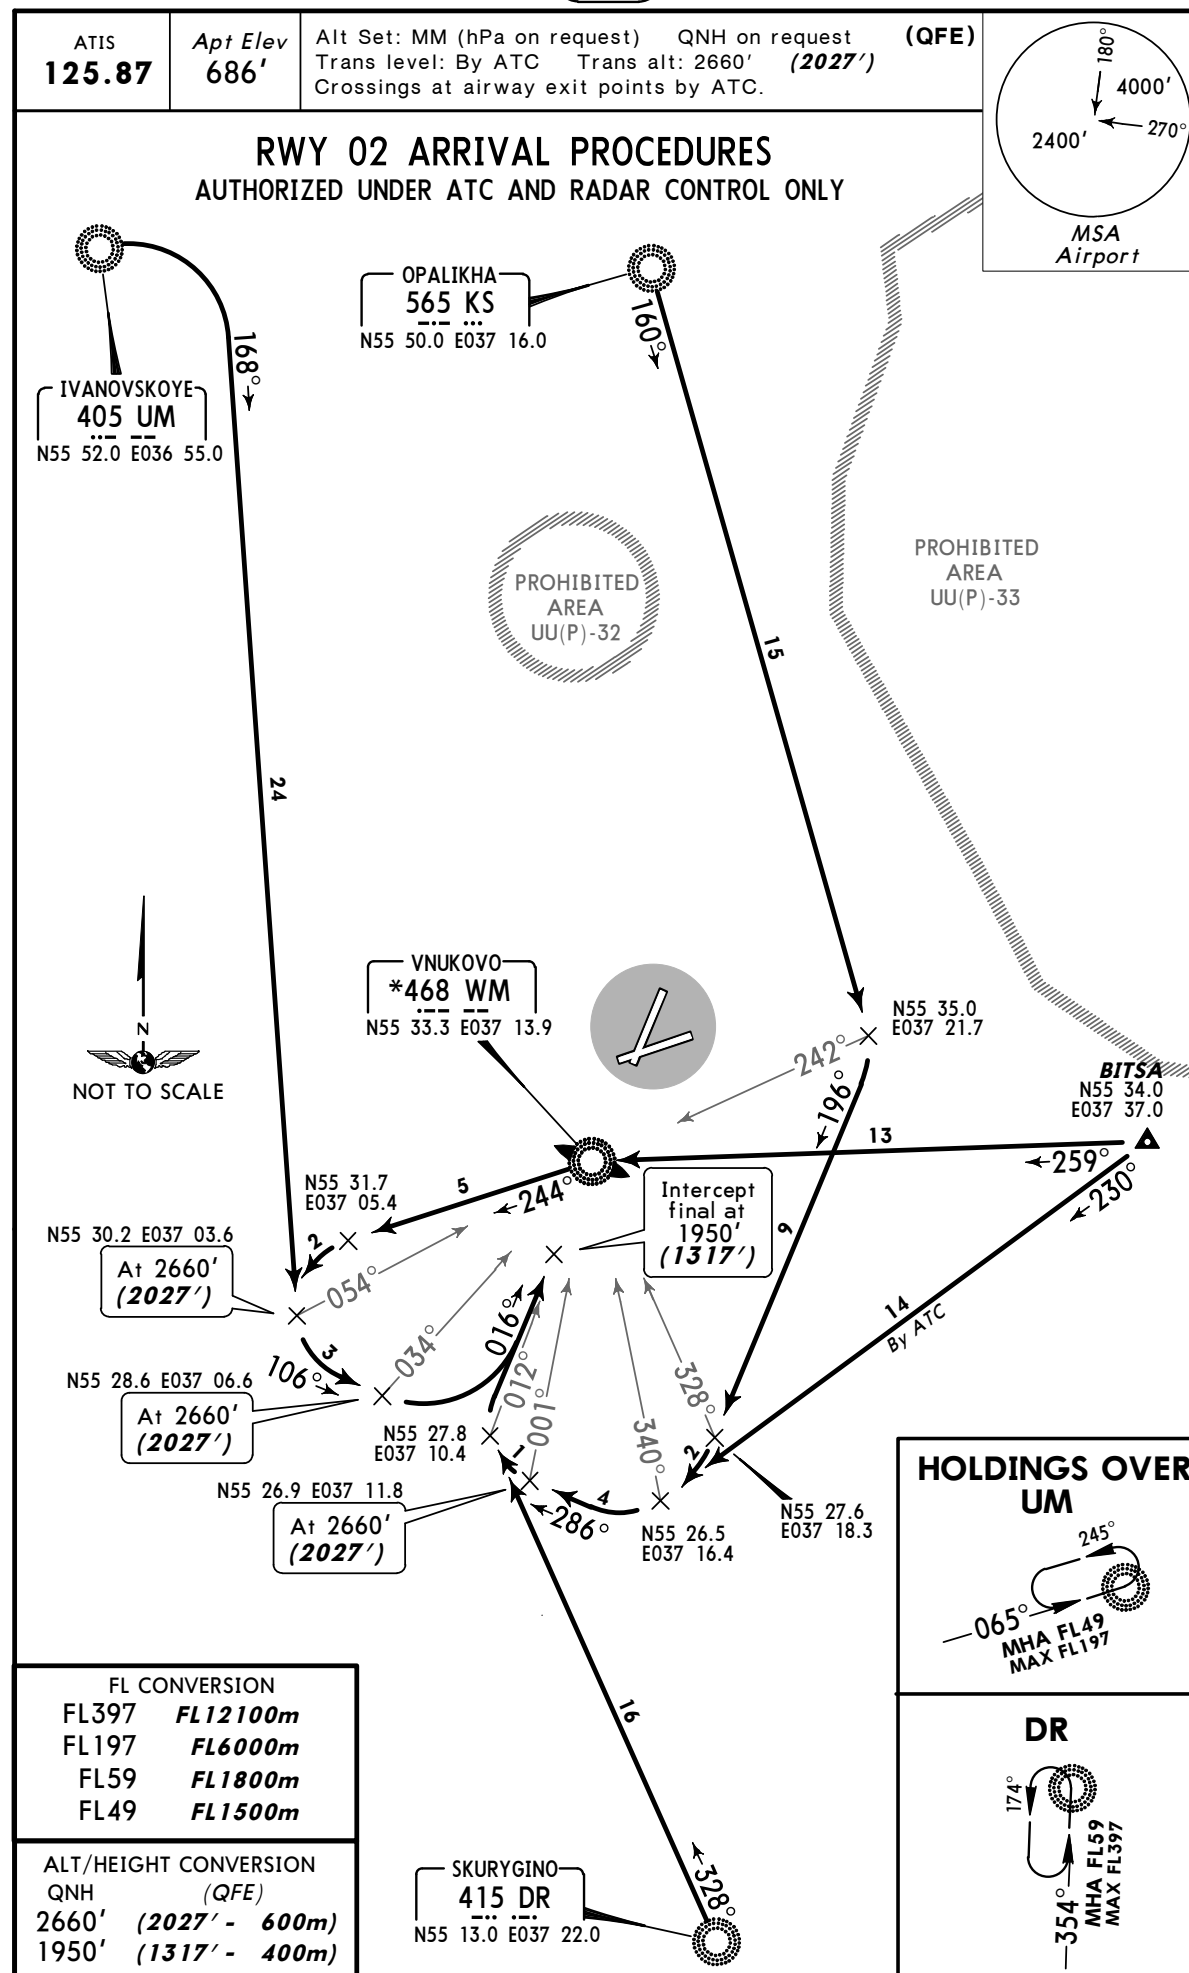 ATIS
125.87
Apt Elev
686'
Alt Set: MM (hPa on request) QNH on request (QFE)
Trans level: By ATC Trans alt: 2660' (2027')
Crossings at airway exit points by ATC.
180°
4000'
270°
2400'
MSA
Airport
RWY 02 ARRIVAL PROCEDURES
AUTHORIZED UNDER ATC AND RADAR CONTROL ONLY
OPALIKHA
565 KS
N55 50.0 E037 16.0
160°
168°
IVANOVSKOYE
405 UM
N55 52.0 E036 55.0
PROHIBITED
AREA
UU(P)-32
PROHIBITED
AREA
UU(P)-33
15
24
VNUKOVO
*468 WM
N55 33.3 E037 13.9
N
NOT TO SCALE
N55 35.0
E037 21.7
242°
196°
BITSA
N55 34.0
E037 37.0
13
259°
230°
N55 31.7
E037 05.4
5
244°
Intercept
final at
1950'
(1317')
9
N55 30.2 E037 03.6
At 2660'
(2027')
2
054°
14
By ATC
016°
3
106°
034°
N55 28.6 E037 06.6
At 2660'
(2027')
012°
001°
340°
328°
N55 27.8
E037 10.4
1
2
N55 26.9 E037 11.8
At 2660'
(2027')
4
286°
N55 26.5
E037 16.4
N55 27.6
E037 18.3
HOLDINGS OVER
UM
245°
065°
MHA FL49
MAX FL197
16
FL CONVERSION
FL397 FL12100m
FL197 FL6000m
FL59 FL1800m
FL49 FL1500m
DR
174°
354°
MHA FL59
MAX FL397
ALT/HEIGHT CONVERSION
QNH (QFE)
2660' (2027' - 600m)
1950' (1317' - 400m)
SKURYGINO
415 DR
N55 13.0 E037 22.0
328°